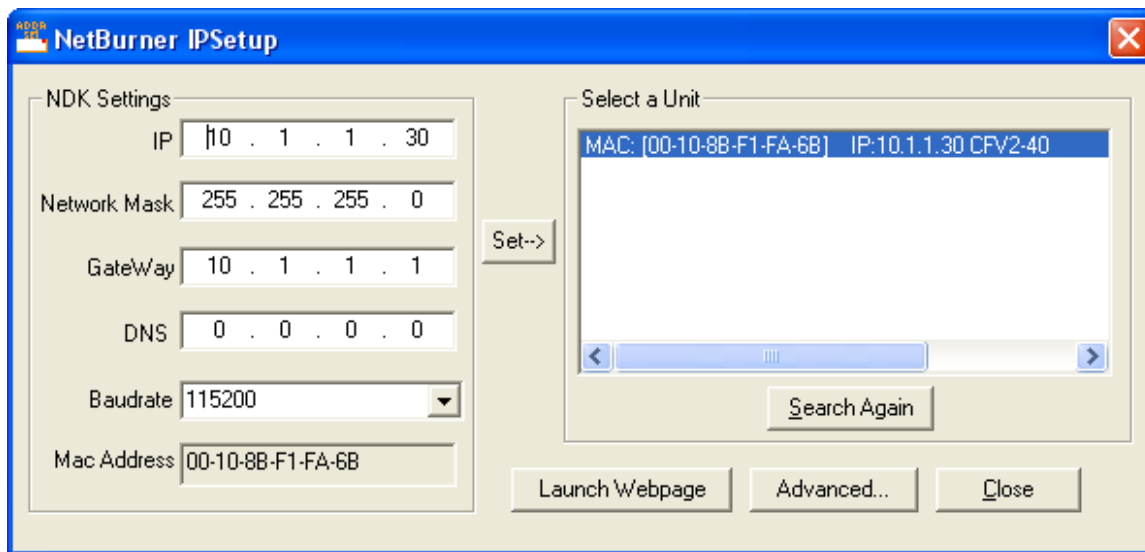 NetBurner IPSetup
NDK Settings
IP 10 . 1 . 1 . 30
Network Mask 255 . 255 . 255 . 0
GateWay 10 . 1 . 1 . 1
DNS 0 . 0 . 0 . 0
Baudrate 115200
Mac Address 00-10-8B-F1-FA-6B
Set-->
Select a Unit
MAC: [00-10-8B-F1-FA-6B] IP:10.1.1.30 CFV2-40
Search Again
Launch Webpage Advanced... Close